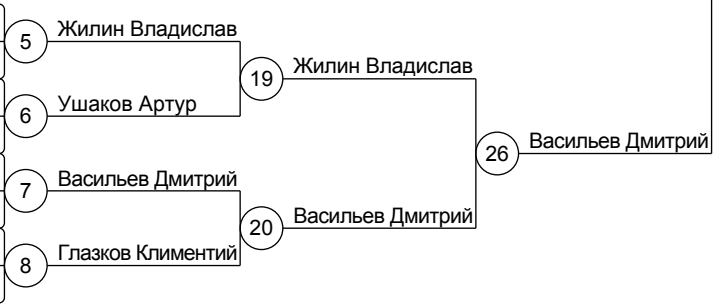 5
Жилин Владислав
19
Жилин Владислав
6
Ушаков Артур
26
Васильев Дмитрий
7
Васильев Дмитрий
20
Васильев Дмитрий
8
Глазков Климентий